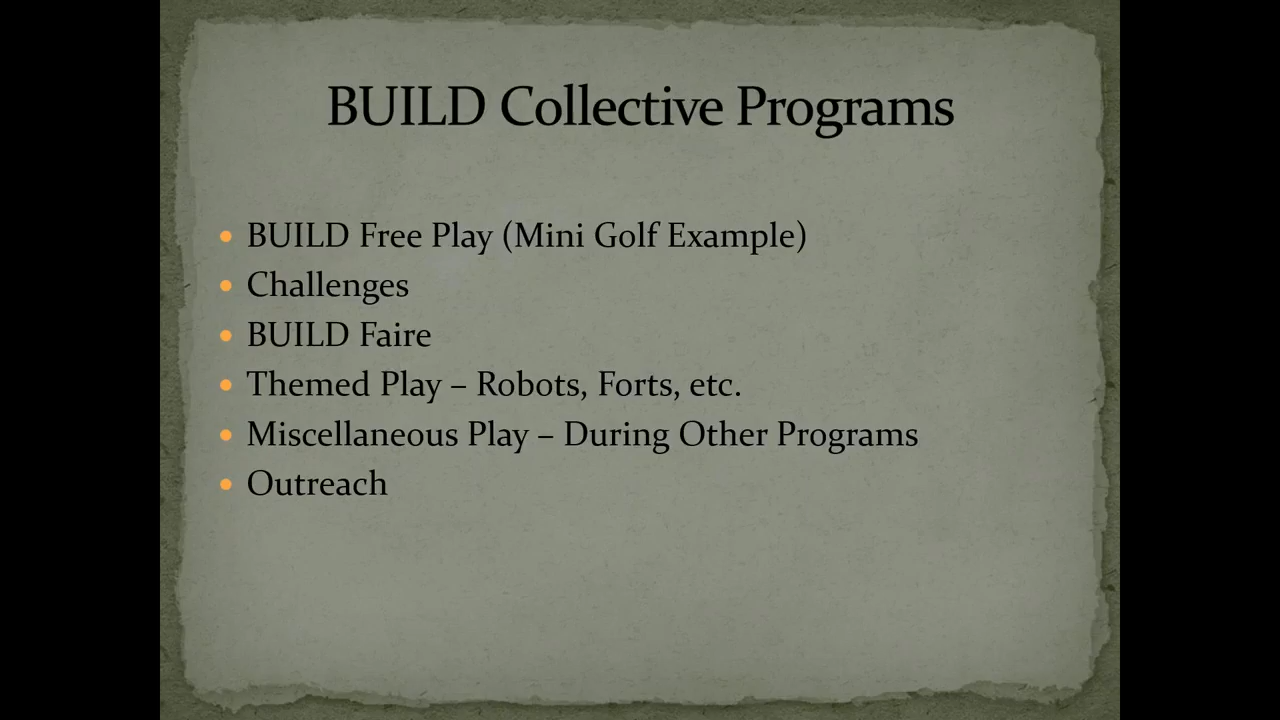 BUILD Collective Programs
• BUILD Free Play (Mini Golf Example)
• Challenges
• BUILD Faire
• Themed Play – Robots, Forts, etc.
• Miscellaneous Play – During Other Programs
• Outreach